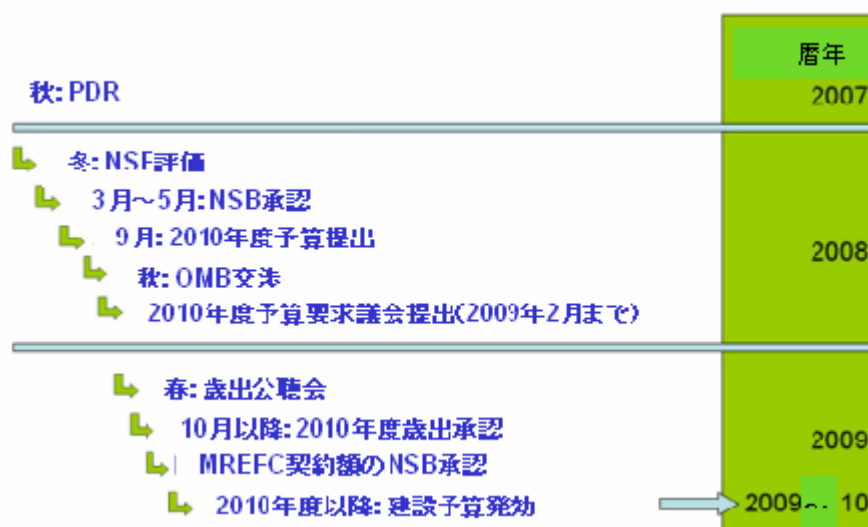 暦年
秋: PDR
2007
冬: NSF評価
3月～5月: NSB承認
9月: 2010年度予算提出
2008
秋: OMB交渉
2010年度予算要求議会提出(2009年2月まで)
春: 歳出公聴会
10月以降: 2010年度歳出承認
2009
MREFC契約額のNSB承認
2010年度以降: 建設予算発効
2009～ 10